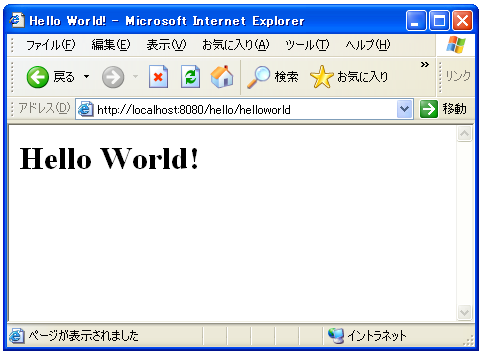 Hello World! - Microsoft Internet Explorer
ファイル(F) 編集(E) 表示(V) お気に入り(A) ツール(T) ヘルプ(H)
戻る 検索 お気に入り » リンク
アドレス(D) http://localhost:8080/hello/helloworld 移動
Hello World!
ページが表示されました イントラネット